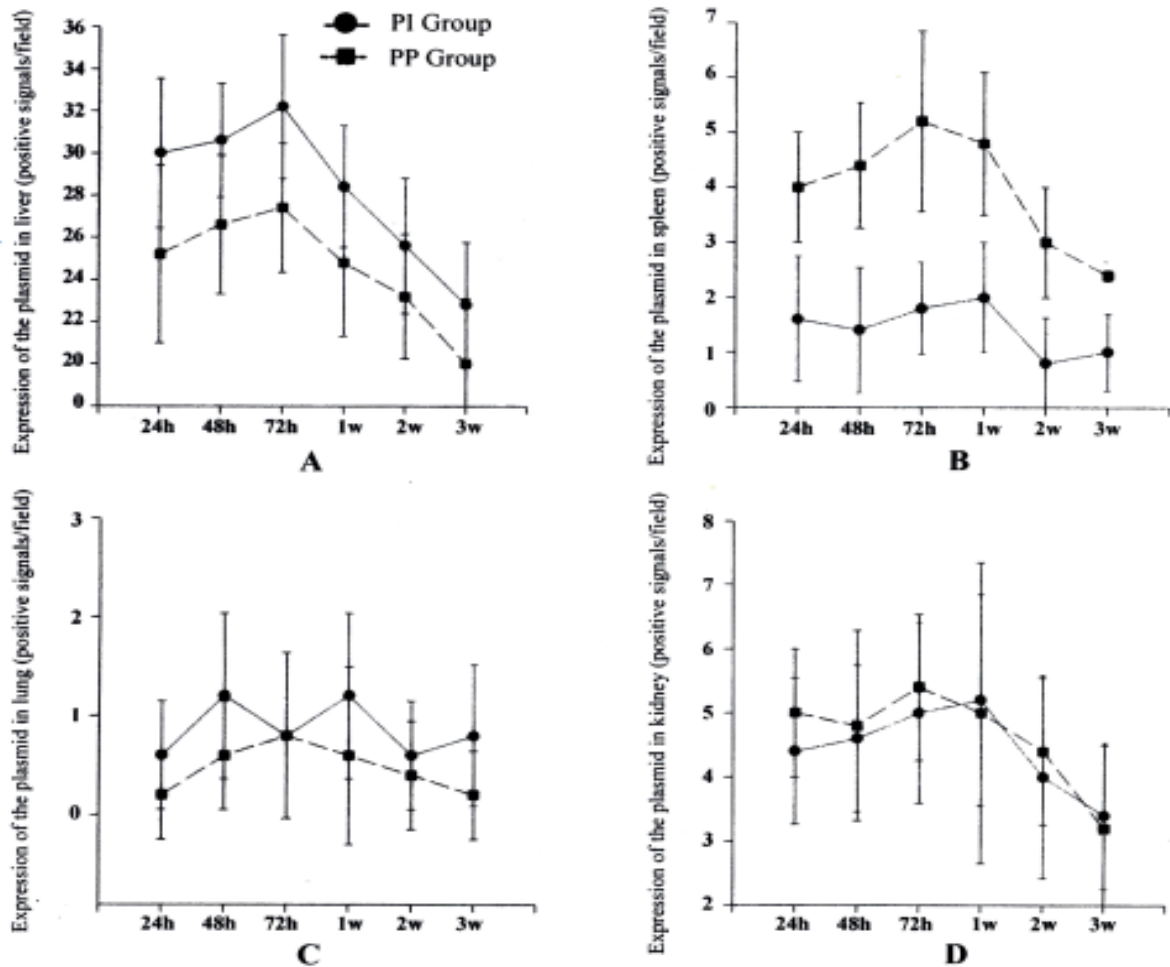 Expression of the plasmid in liver (positive signals/field)
36
34
32
30
28
26
24
22
20
0
PI Group
PP Group
24h 48h 72h 1w 2w 3w
A
Expression of the plasmid in spleen (positive signals/field)
7
6
5
4
3
2
1
0
24h 48h 72h 1w 2w 3w
B
Expression of the plasmid in lung (positive signals/field)
3
2
1
0
24h 48h 72h 1w 2w 3w
C
Expression of the plasmid in kidney (positive signals/field)
8
7
6
5
4
3
2
24h 48h 72h 1w 2w 3w
D